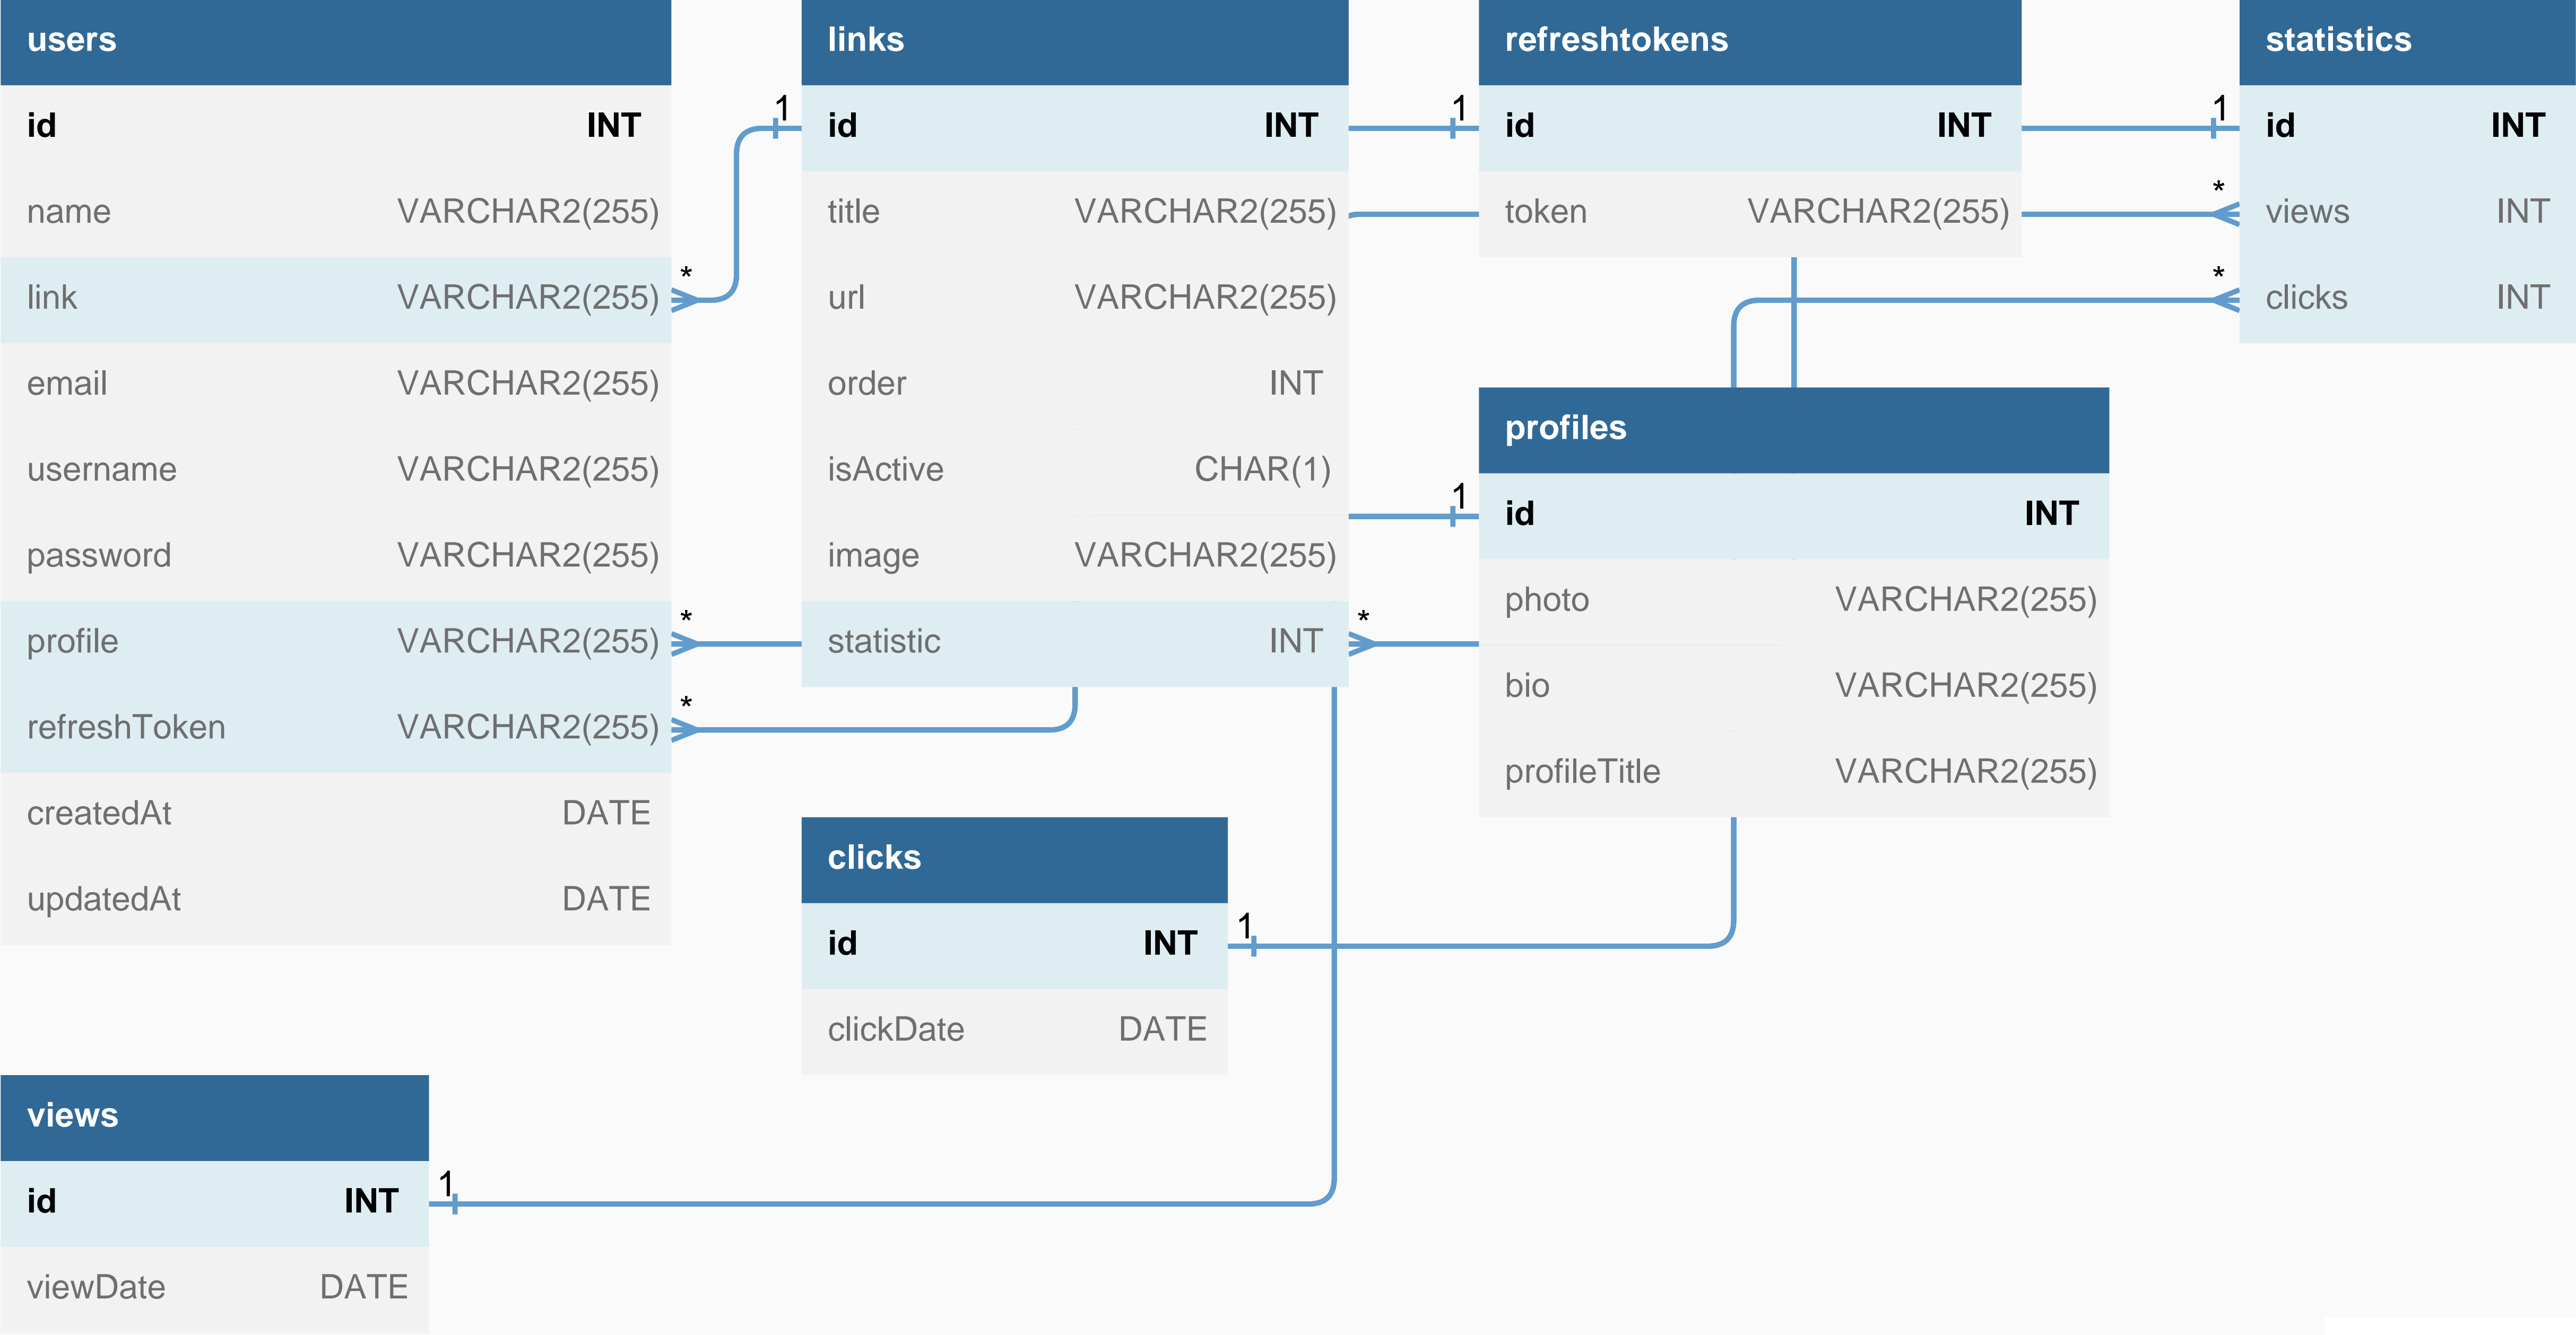 users
id INT
name VARCHAR2(255)
link VARCHAR2(255)
email VARCHAR2(255)
username VARCHAR2(255)
password VARCHAR2(255)
profile VARCHAR2(255)
refreshToken VARCHAR2(255)
createdAt DATE
updatedAt DATE
*
*
*
1
links
id INT
title VARCHAR2(255)
url VARCHAR2(255)
order INT
isActive CHAR(1)
image VARCHAR2(255)
statistic INT
*
1
refreshtokens
id INT
token VARCHAR2(255)
1
statistics
id INT
* views INT
* clicks INT
1
profiles
id INT
photo VARCHAR2(255)
bio VARCHAR2(255)
profileTitle VARCHAR2(255)
clicks
id INT
1
clickDate DATE
views
id INT
1
viewDate DATE